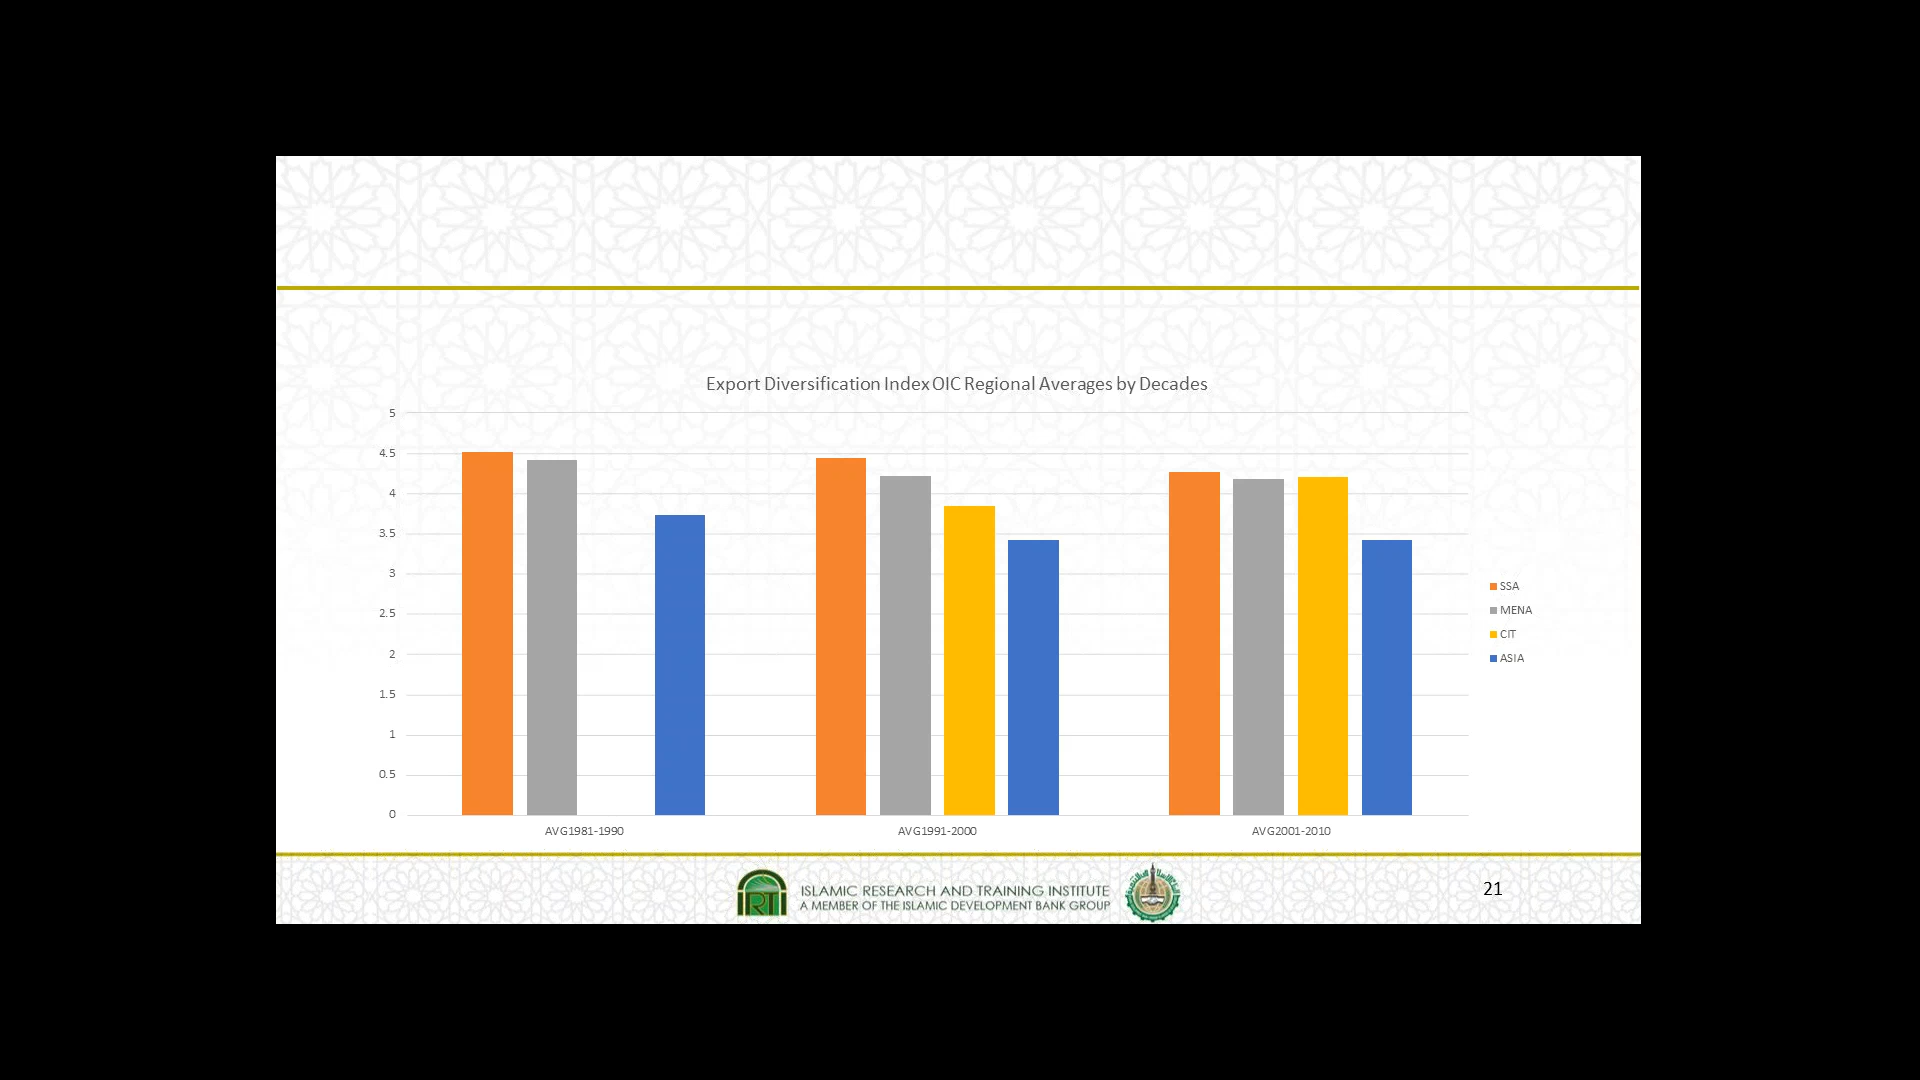 Export Diversification Index OIC Regional Averages by Decades
5
4.5
4
3.5
3
2.5
2
1.5
1
0.5
0
AVG1981-1990
AVG1991-2000
AVG2001-2010
SSA
MENA
CIT
ASIA
IRTI
ISLAMIC RESEARCH AND TRAINING INSTITUTE
A MEMBER OF THE ISLAMIC DEVELOPMENT BANK GROUP
21